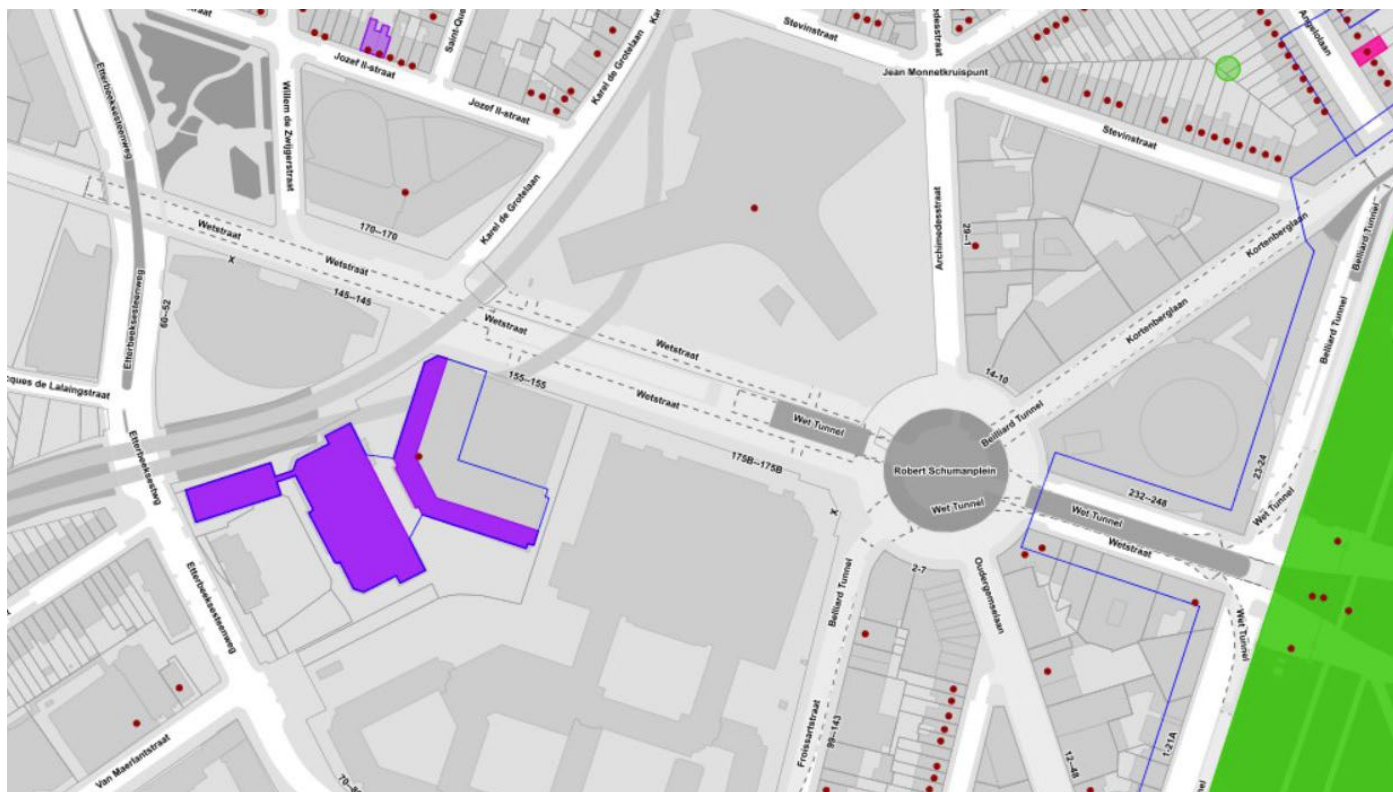 Stevinstraat
Angelolaan
Saint-Que
Karel de Grotelaan
Kar
desstraat
Jozef II-straat
Jean Monnetkruispunt
Etterbeeksesteenweg
Willem de Zwijgerstraat
Jozef II-straat
Stevinstraat
Karel de Grotelaan
Archimedesstraat
29--1
Kortenberglaan
Belliard Tunnel
Wetstraat
170--170
Wetstraat
X
145--145
60--52
Etterbeeksesteenweg
Wetstraat
Wetstraat
Kortenberglaan
Belliard Tunnel
cques de Lalaingstraat
155--155
Wetstraat
14-10
Wet Tunnel
Belliard Tunnel
Etterbeeksestwg
175B--175B
Robert Schumanplein
23-24
Wet Tunnel
232--248
Wet Tunnel
Wet Tunnel
Wetstraat
X
Belliard Tunnel
2-7
Oudergemselaan
Wet Tunnel
Etterbeeksesteenweg
Froissartstraat
99--143
1-21A
12--48
Van Maerlantstraat